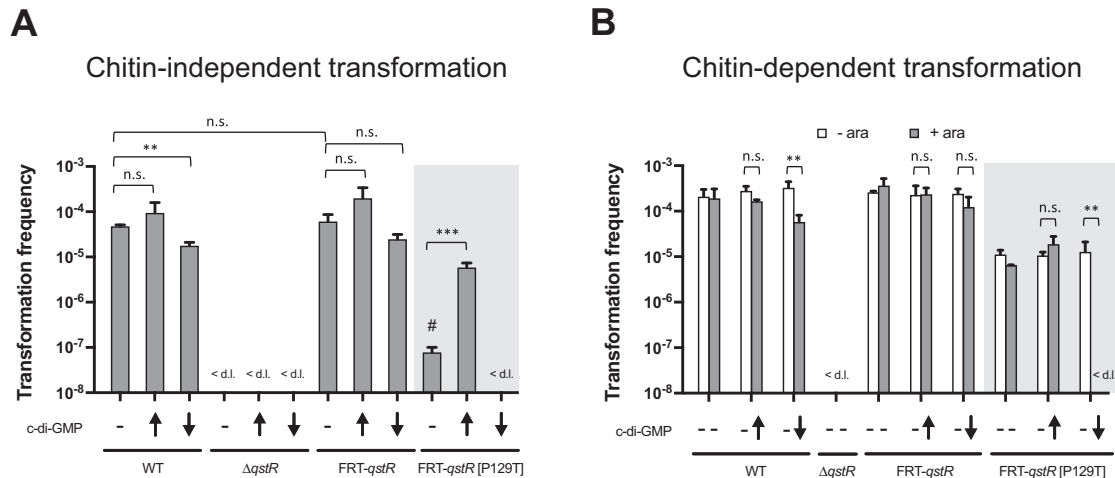 A
Chitin-independent transformation
n.s.
** n.s.
n.s. n.s.
***
#
Transformation frequency
10-3
10-4
10-5
10-6
10-7
10-8
< d.l. < d.l. < d.l. < d.l.
c-di-GMP - ↑ ↓ - ↑ ↓ - ↑ ↓ - ↑ ↓
WT ΔqstR FRT-qstR FRT-qstR [P129T]
B
Chitin-dependent transformation
- ara + ara
n.s. ** n.s. n.s.
n.s. **
Transformation frequency
10-3
10-4
10-5
10-6
10-7
10-8
< d.l. < d.l.
c-di-GMP -- -↑ -↓ -- -- -↑ -↓ -- -↑ -↓
WT ΔqstR FRT-qstR FRT-qstR [P129T]